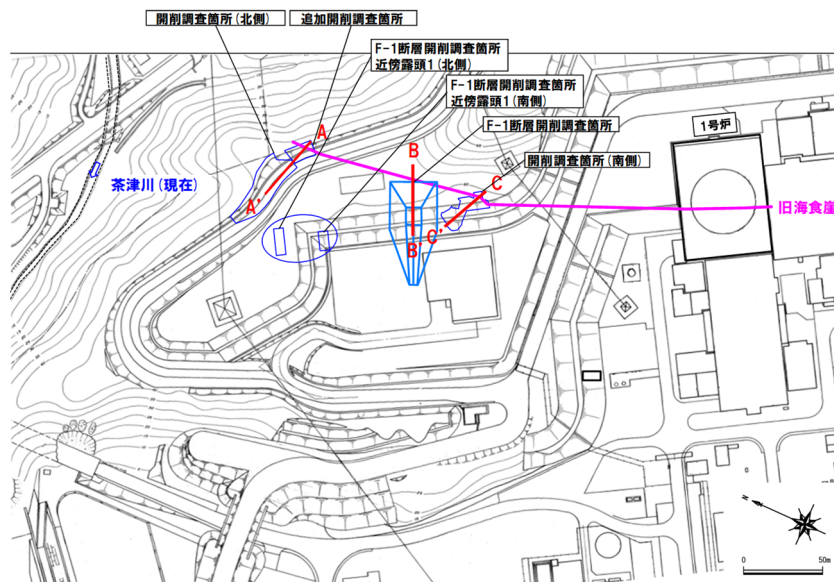 開削調査箇所(北側)
追加開削調査箇所
F-1断層開削調査箇所
近傍露頭1(北側)
F-1断層開削調査箇所
近傍露頭1(南側)
F-1断層開削調査箇所
開削調査箇所(南側)
1号炉
茶津川(現在)
A
A'
B
B'
C
C'
旧海食崖
N
0
50m